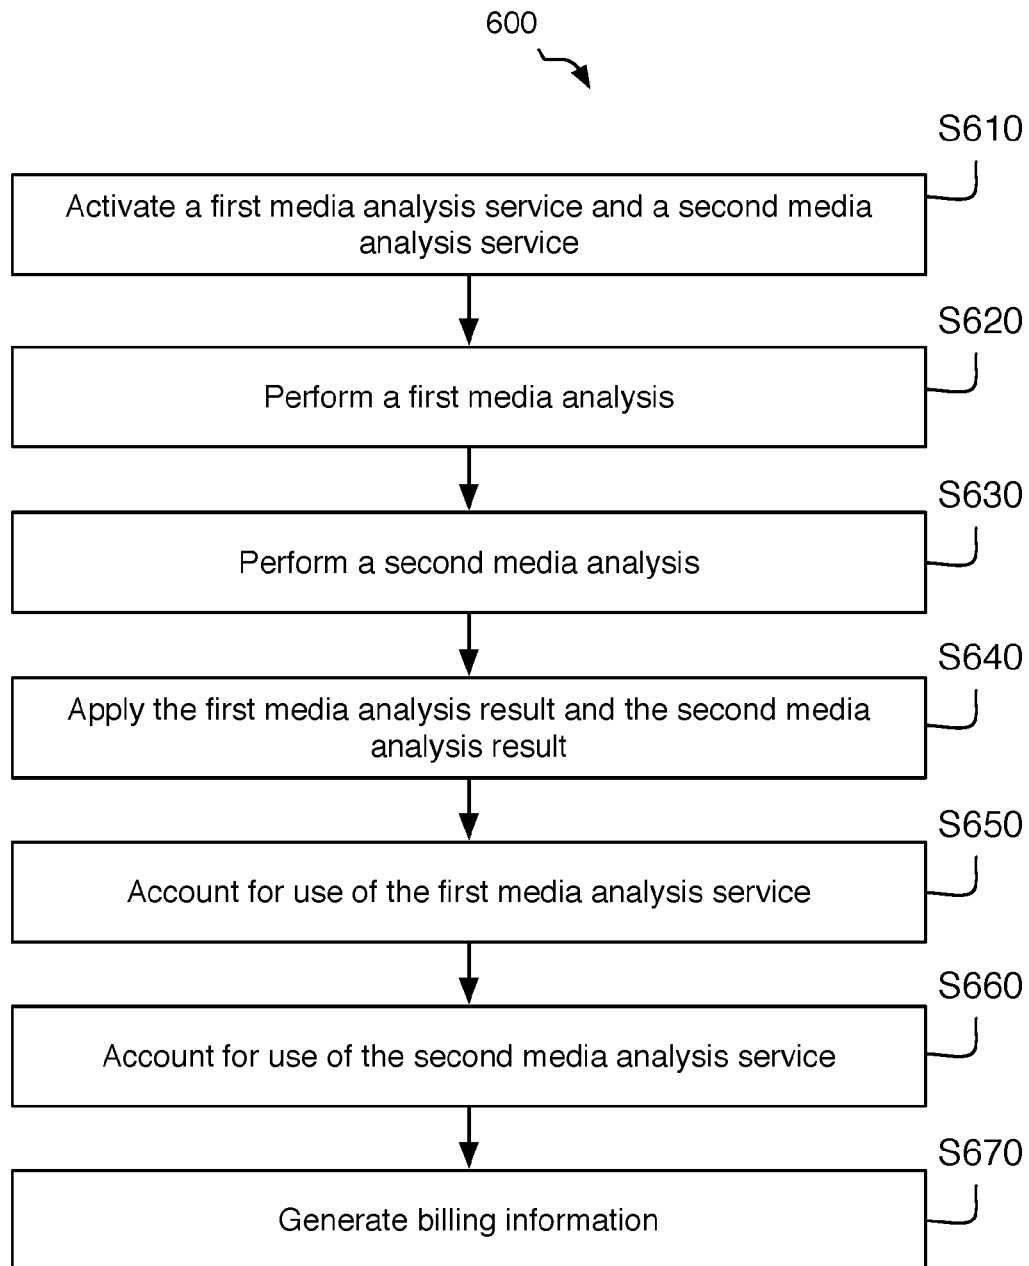 600
S610
Activate a first media analysis service and a second media
analysis service
S620
Perform a first media analysis
S630
Perform a second media analysis
S640
Apply the first media analysis result and the second media
analysis result
S650
Account for use of the first media analysis service
S660
Account for use of the second media analysis service
S670
Generate billing information